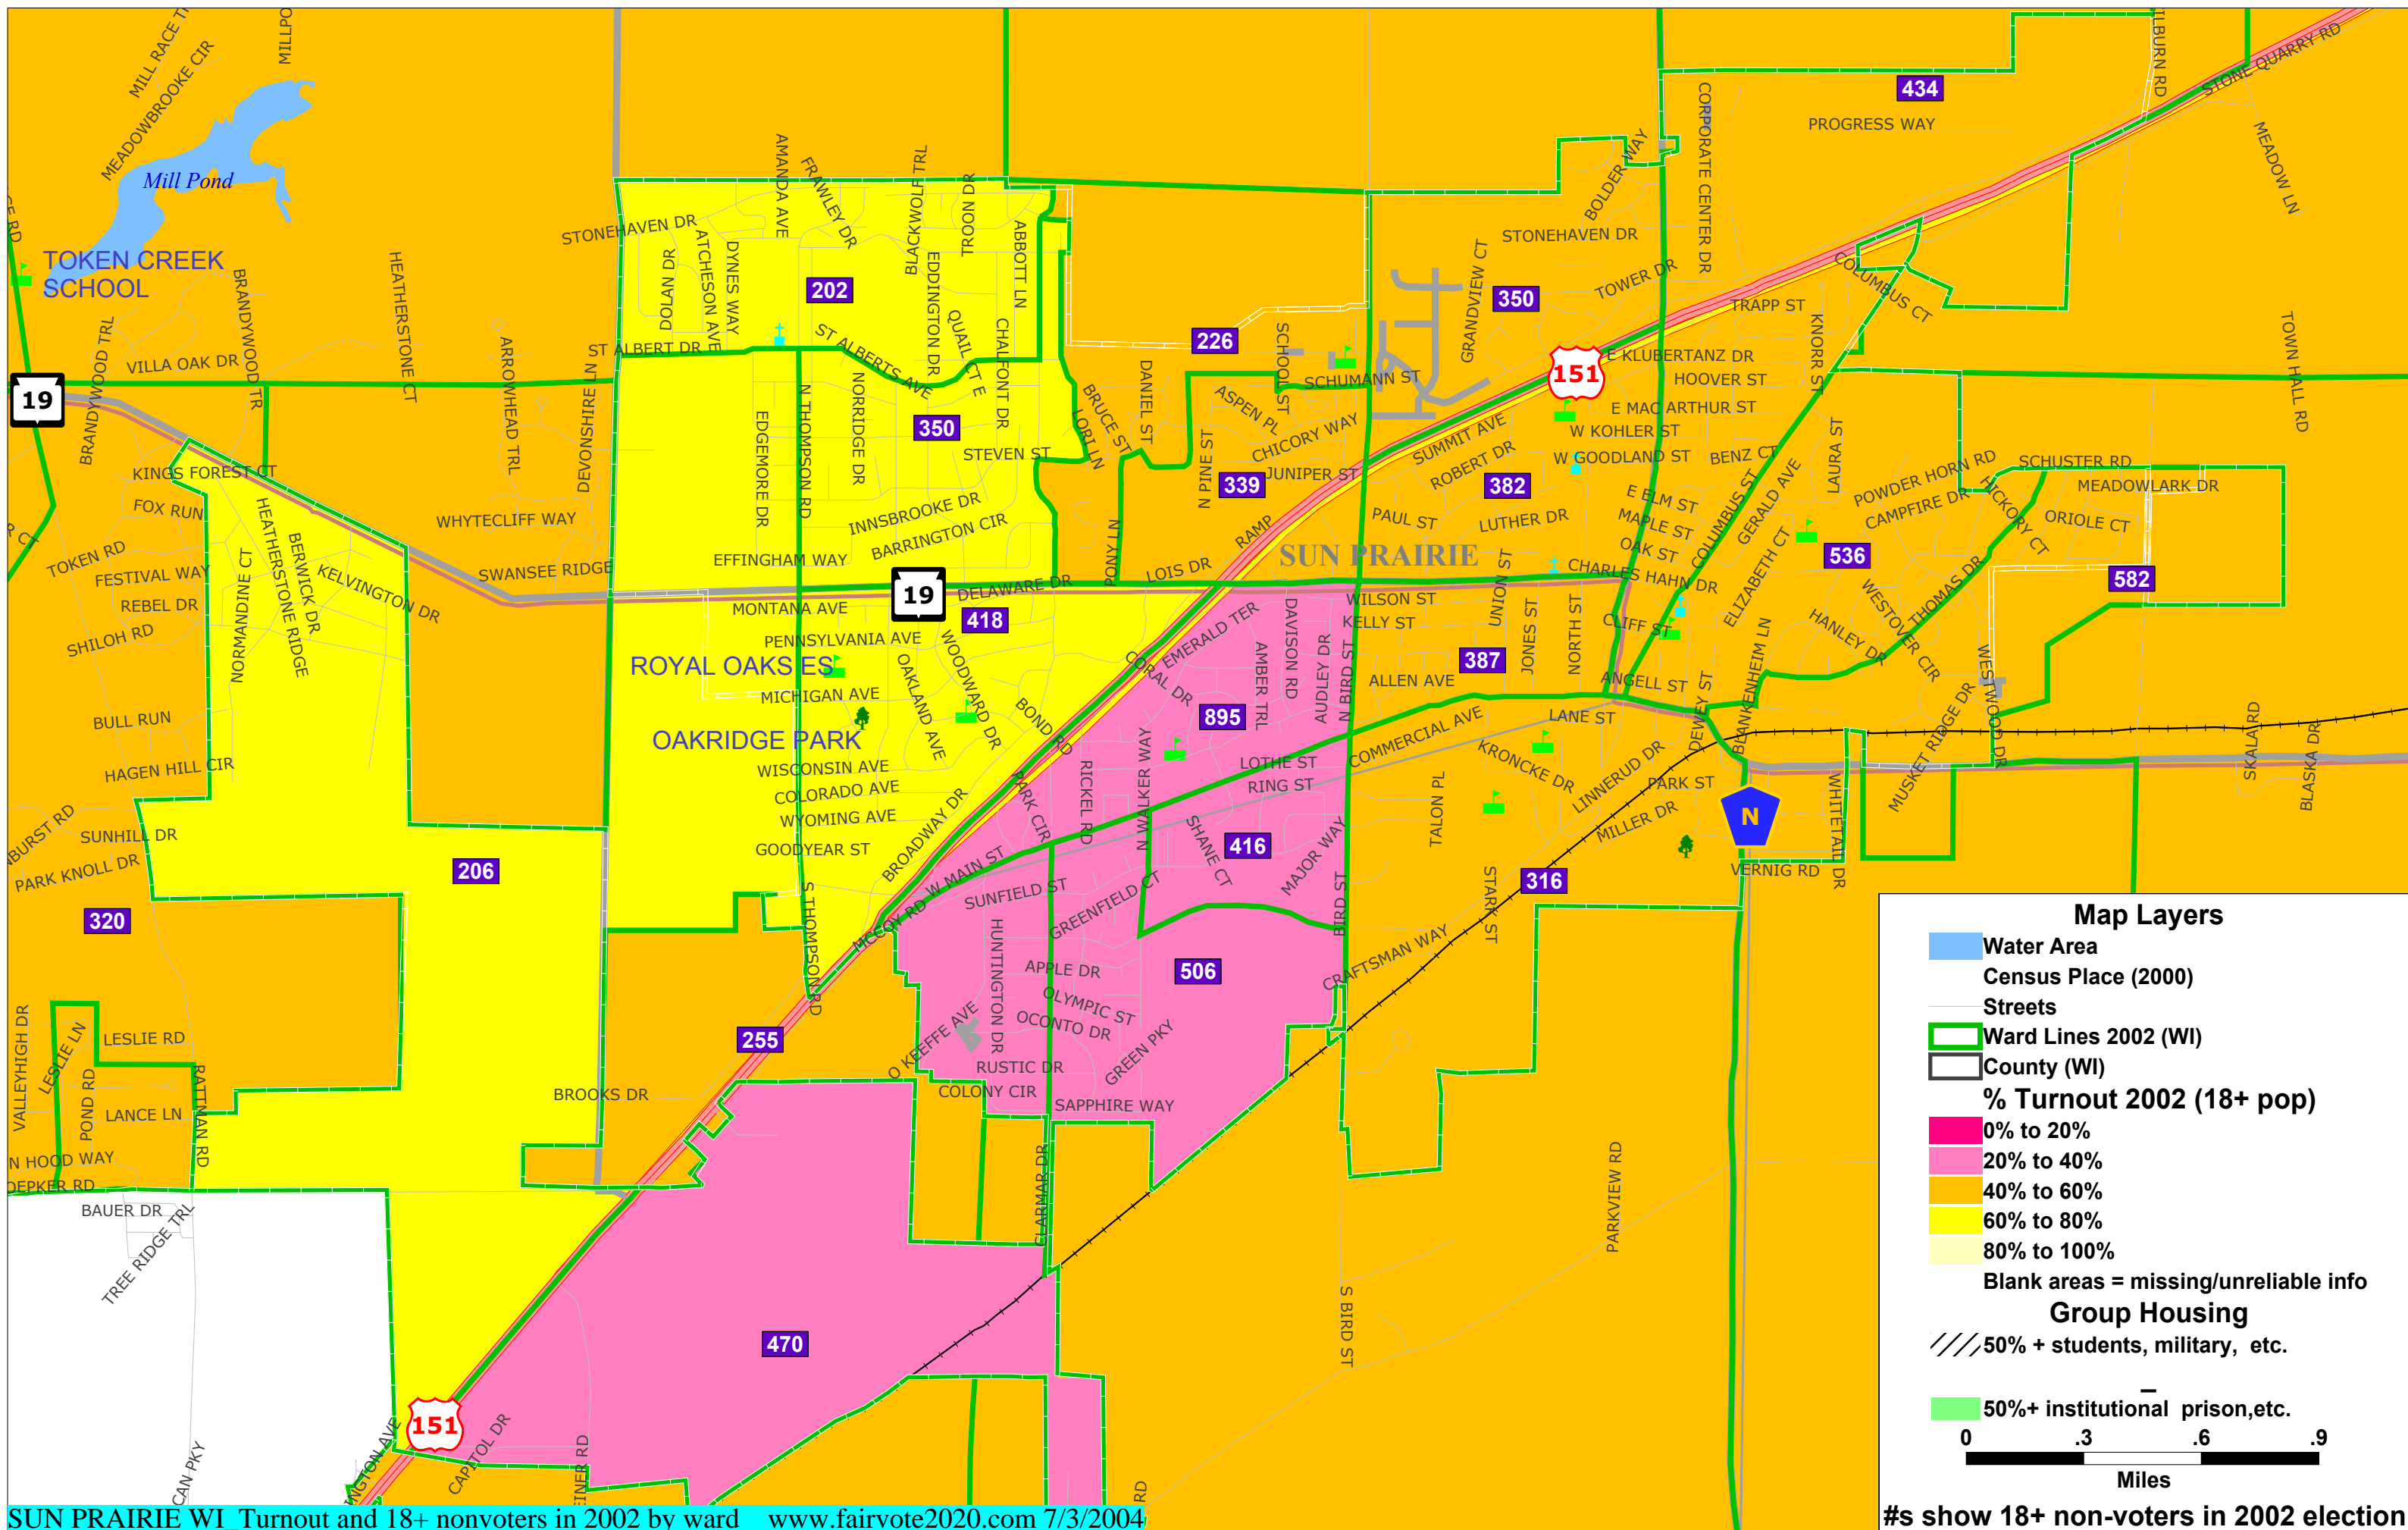 MILL RACE
MILLPO
MEADOWBROOKE CIR
Mill Pond
TOKEN CREEK
SCHOOL
BRANDYWOOD TRL
BRANDYWOOD TR
VILLA OAK DR
HEATHERSTONE CT
ARROWHEAD TRL
DEVONSHIRE LN
19
KINGS FOREST CT
FOX RUN
TOKEN RD
FESTIVAL WAY
REBEL DR
SHILOH RD
NORMANDINE CT
HEATHERSTONE RIDGE
BERWICK DR
KELVINGTON DR
WHYTECLIFF WAY
SWANSEE RIDGE
BULL RUN
HAGEN HILL CIR
NBURST RD
SUNHILL DR
PARK KNOLL DR
206
320
VALLEYHIGH DR
LESLIE LN
LESLIE RD
POND RD
LANCE LN
RATTMAN RD
N HOOD WAY
OEPKER RD
BAUER DR
TREE RIDGE TRL
CAN PKY
INGTON AVE
151
CAPITOL DR
EINER RD
470
BROOKS DR
255
STONEHAVEN DR
AMANDA AVE
FRAWLEY DR
BLACKWOLF TRL
TROON DR
ABBOTT LN
DOLAN DR
ATCHESON AVE
DYNES WAY
202
EDDINGTON DR
QUAIL CT E
CHALFONT DR
ST ALBERT DR
ST ALBERTS AVE
N THOMPSON RD
EDGEMORE DR
NORRIDGE DR
350
STEVEN ST
INNSBROOKE DR
BARRINGTON CIR
EFFINGHAM WAY
19
DELAWARE DR
MONTANA AVE
418
PENNSYLVANIA AVE
ROYAL OAKS ES
MICHIGAN AVE
OAKLAND AVE
WOODWARD DR
OAKRIDGE PARK
BOND RD
WISCONSIN AVE
COLORADO AVE
WYOMING AVE
GOODYEAR ST
BROADWAY DR
S THOMPSON RD
MCCOY RD
W MAIN ST
LORI LN
BRUCE ST
DANIEL ST
PONY LN
LOIS DR
226
SCHOOL ST
SCHUMANN ST
ASPEN PL
CHICORY WAY
N PINE ST
339
JUNIPER ST
RAMP
SUN PRAIRIE
GRANDVIEW CT
350
STONEHAVEN DR
BOLDER WAY
TOWER DR
CORPORATE CENTER DR
434
PROGRESS WAY
ILBURN RD
STONE QUARRY RD
MEADOW LN
TOWN HALL RD
COLUMBUS CT
TRAPP ST
KNORR ST
151
E KLUBERTANZ DR
HOOVER ST
E MAC ARTHUR ST
W KOHLER ST
W GOODLAND ST
BENZ CT
SUMMIT AVE
ROBERT DR
382
PAUL ST
LUTHER DR
E ELM ST
MAPLE ST
OAK ST
COLUMBUS ST
GERALD AVE
LAURA ST
ELIZABETH CT
CHARLES HAHN DR
536
POWDER HORN RD
CAMPFIRE DR
SCHUSTER RD
MEADOWLARK DR
HICKORY CT
ORIOLE CT
THOMAS DR
582
WESTOVER CIR
HANLEY DR
WESTWOOD DR
MUSKET RIDGE DR
SKALA RD
BLASKA DR
BLANKENHEIM LN
DEWEY ST
CLIFF ST
ANGELL ST
WILSON ST
KELLY ST
UNION ST
JONES ST
NORTH ST
387
ALLEN AVE
N BIRD ST
EMERALD TER
CORAL DR
AMBER TRL
DAVISON RD
AUDLEY DR
895
N WALKER WAY
LOTHE ST
RING ST
COMMERCIAL AVE
LANE ST
KRONCKE DR
LINNERUD DR
PARK ST
MILLER DR
N
WHITETAIL DR
VERNIG RD
TALON PL
STARK ST
316
PARK CIR
RICKEL RD
SHANE CT
416
MAJOR WAY
BIRD ST
CRAFTSMAN WAY
SUNFIELD ST
GREENFIELD CT
HUNTINGTON DR
APPLE DR
506
OLYMPIC ST
OCONTO DR
O KEEFFE AVE
RUSTIC DR
GREEN PKY
COLONY CIR
SAPPHIRE WAY
CLARMAR DR
S BIRD ST
PARKVIEW RD
RD
Map Layers
Water Area
Census Place (2000)
Streets
Ward Lines 2002 (WI)
County (WI)
% Turnout 2002 (18+ pop)
0% to 20%
20% to 40%
40% to 60%
60% to 80%
80% to 100%
Blank areas = missing/unreliable info
Group Housing
50% + students, military, etc.
50%+ institutional prison,etc.
0 .3 .6 .9
Miles
#s show 18+ non-voters in 2002 election
SUN PRAIRIE WI Turnout and 18+ nonvoters in 2002 by ward www.fairvote2020.com 7/3/2004